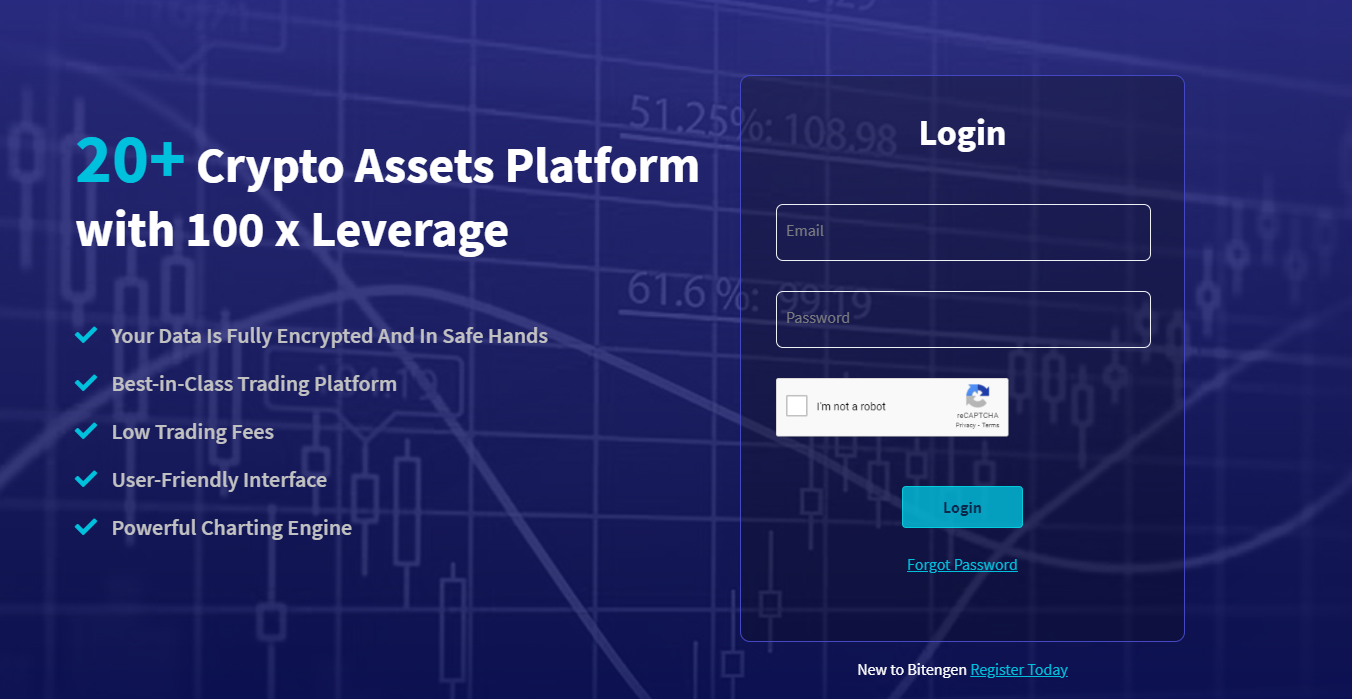 20+ Crypto Assets Platform
with 100 x Leverage
Your Data Is Fully Encrypted And In Safe Hands
Best-in-Class Trading Platform
Low Trading Fees
User-Friendly Interface
Powerful Charting Engine
51.25%: 108.98
61.6 %: 99.19
Login
Email
Password
I'm not a robot
reCAPTCHA
Privacy - Terms
Login
Forgot Password
New to Bitengen Register Today